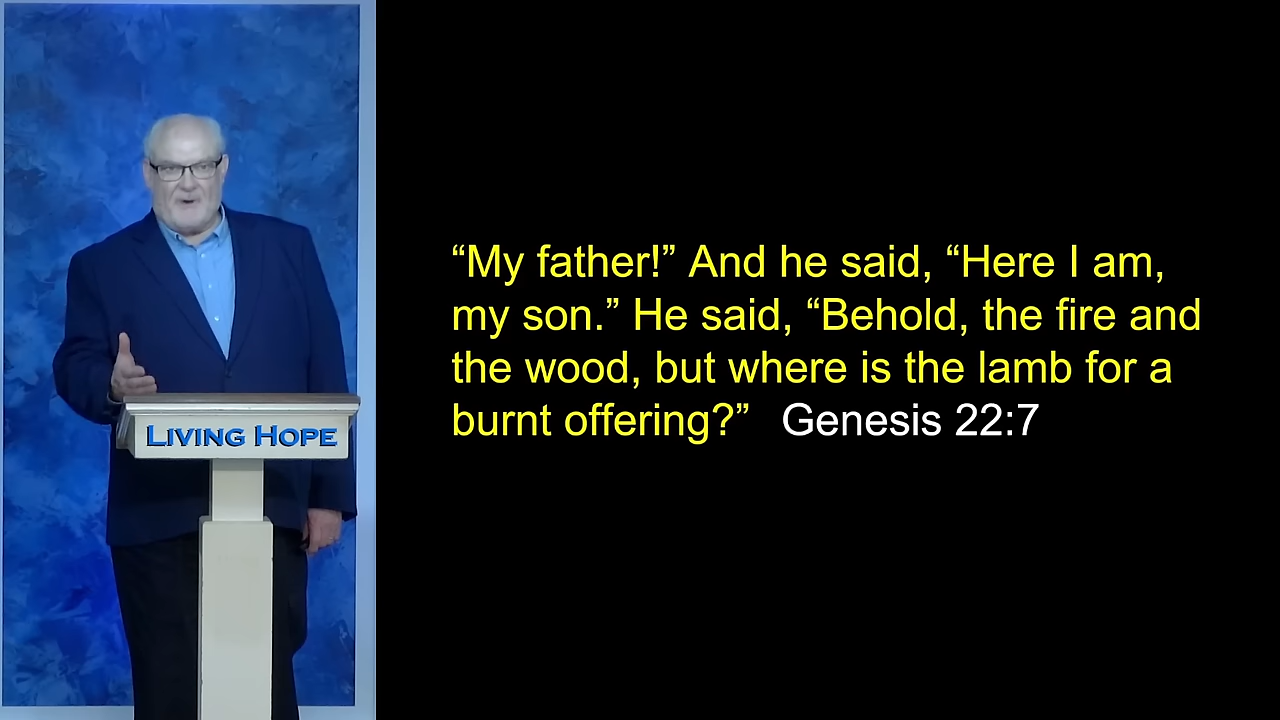 LIVING HOPE
“My father!” And he said, “Here I am,
my son.” He said, “Behold, the fire and
the wood, but where is the lamb for a
burnt offering?” Genesis 22:7